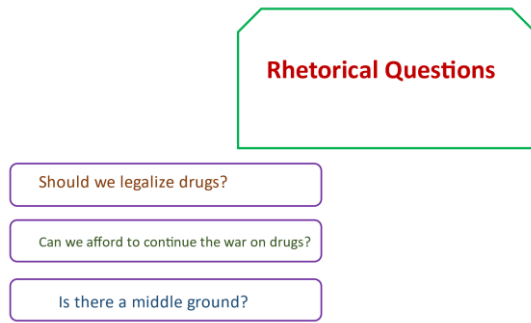 Rhetorical Questions
Should we legalize drugs?
Can we afford to continue the war on drugs?
Is there a middle ground?